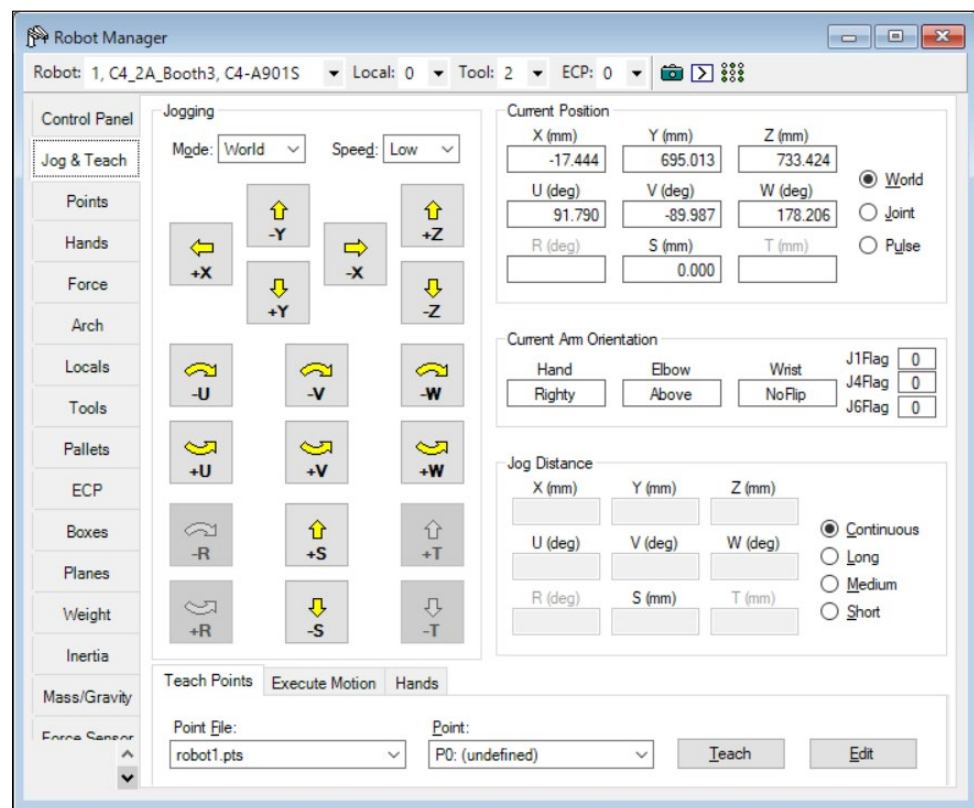 Robot Manager
Robot: 1, C4_2A_Booth3, C4-A901S Local: 0 Tool: 2 ECP: 0
Control Panel
Jog & Teach
Points
Hands
Force
Arch
Locals
Tools
Pallets
ECP
Boxes
Planes
Weight
Inertia
Mass/Gravity
Force Sensor
Jogging
Mode: World Speed: Low
-Y
+Z
+X
-X
+Y
-Z
-U -V -W
+U +V +W
-R +S +T
+R -S -T
Current Position
X (mm) Y (mm) Z (mm)
-17.444 695.013 733.424
U (deg) V (deg) W (deg)
91.790 -89.987 178.206
R (deg) S (mm) T (mm)
0.000
World
Joint
Pulse
Current Arm Orientation
Hand Elbow Wrist
Righty Above NoFlip
J1Flag 0
J4Flag 0
J6Flag 0
Jog Distance
X (mm) Y (mm) Z (mm)
U (deg) V (deg) W (deg)
R (deg) S (mm) T (mm)
Continuous
Long
Medium
Short
Teach Points Execute Motion Hands
Point File: Point:
robot1.pts P0: (undefined) Teach Edit